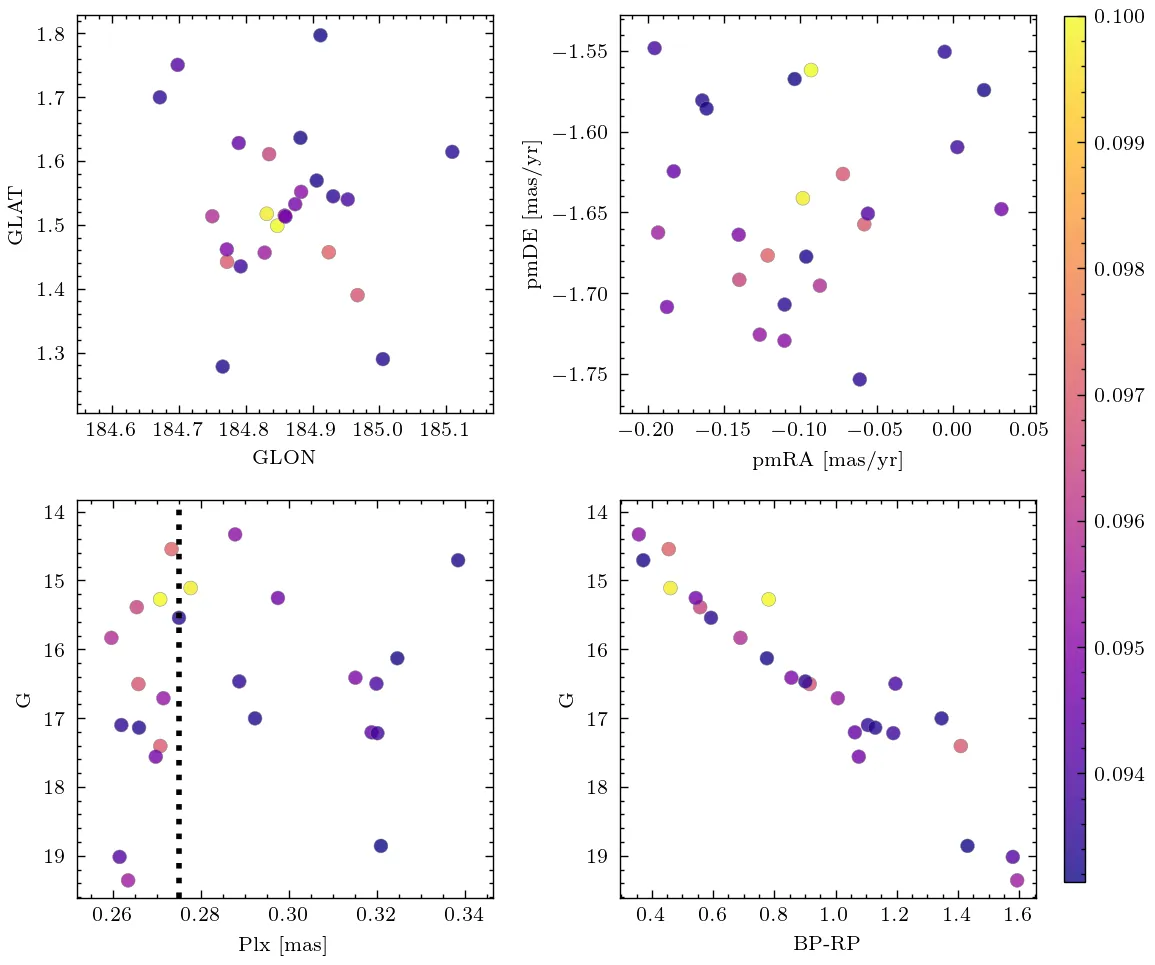 1.8
1.7
1.6
1.5
1.4
1.3
GLAT
184.6 184.7 184.8 184.9 185.0 185.1
GLON
−1.55
−1.60
−1.65
−1.70
−1.75
pmDE [mas/yr]
−0.20 −0.15 −0.10 −0.05 0.00 0.05
pmRA [mas/yr]
14
15
16
17
18
19
G
0.26 0.28 0.30 0.32 0.34
Plx [mas]
14
15
16
17
18
19
G
0.4 0.6 0.8 1.0 1.2 1.4 1.6
BP-RP
0.100
0.099
0.098
0.097
0.096
0.095
0.094